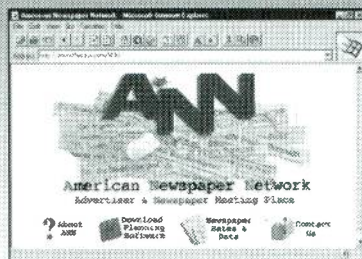 American Newspaper Network - Microsoft Internet Explorer
ANN
American Newspaper Network
Advertiser & Newspaper Meeting Place
About
ANN
Download
Planning
Software
Newspaper
Rates &
Data
Contact
Us